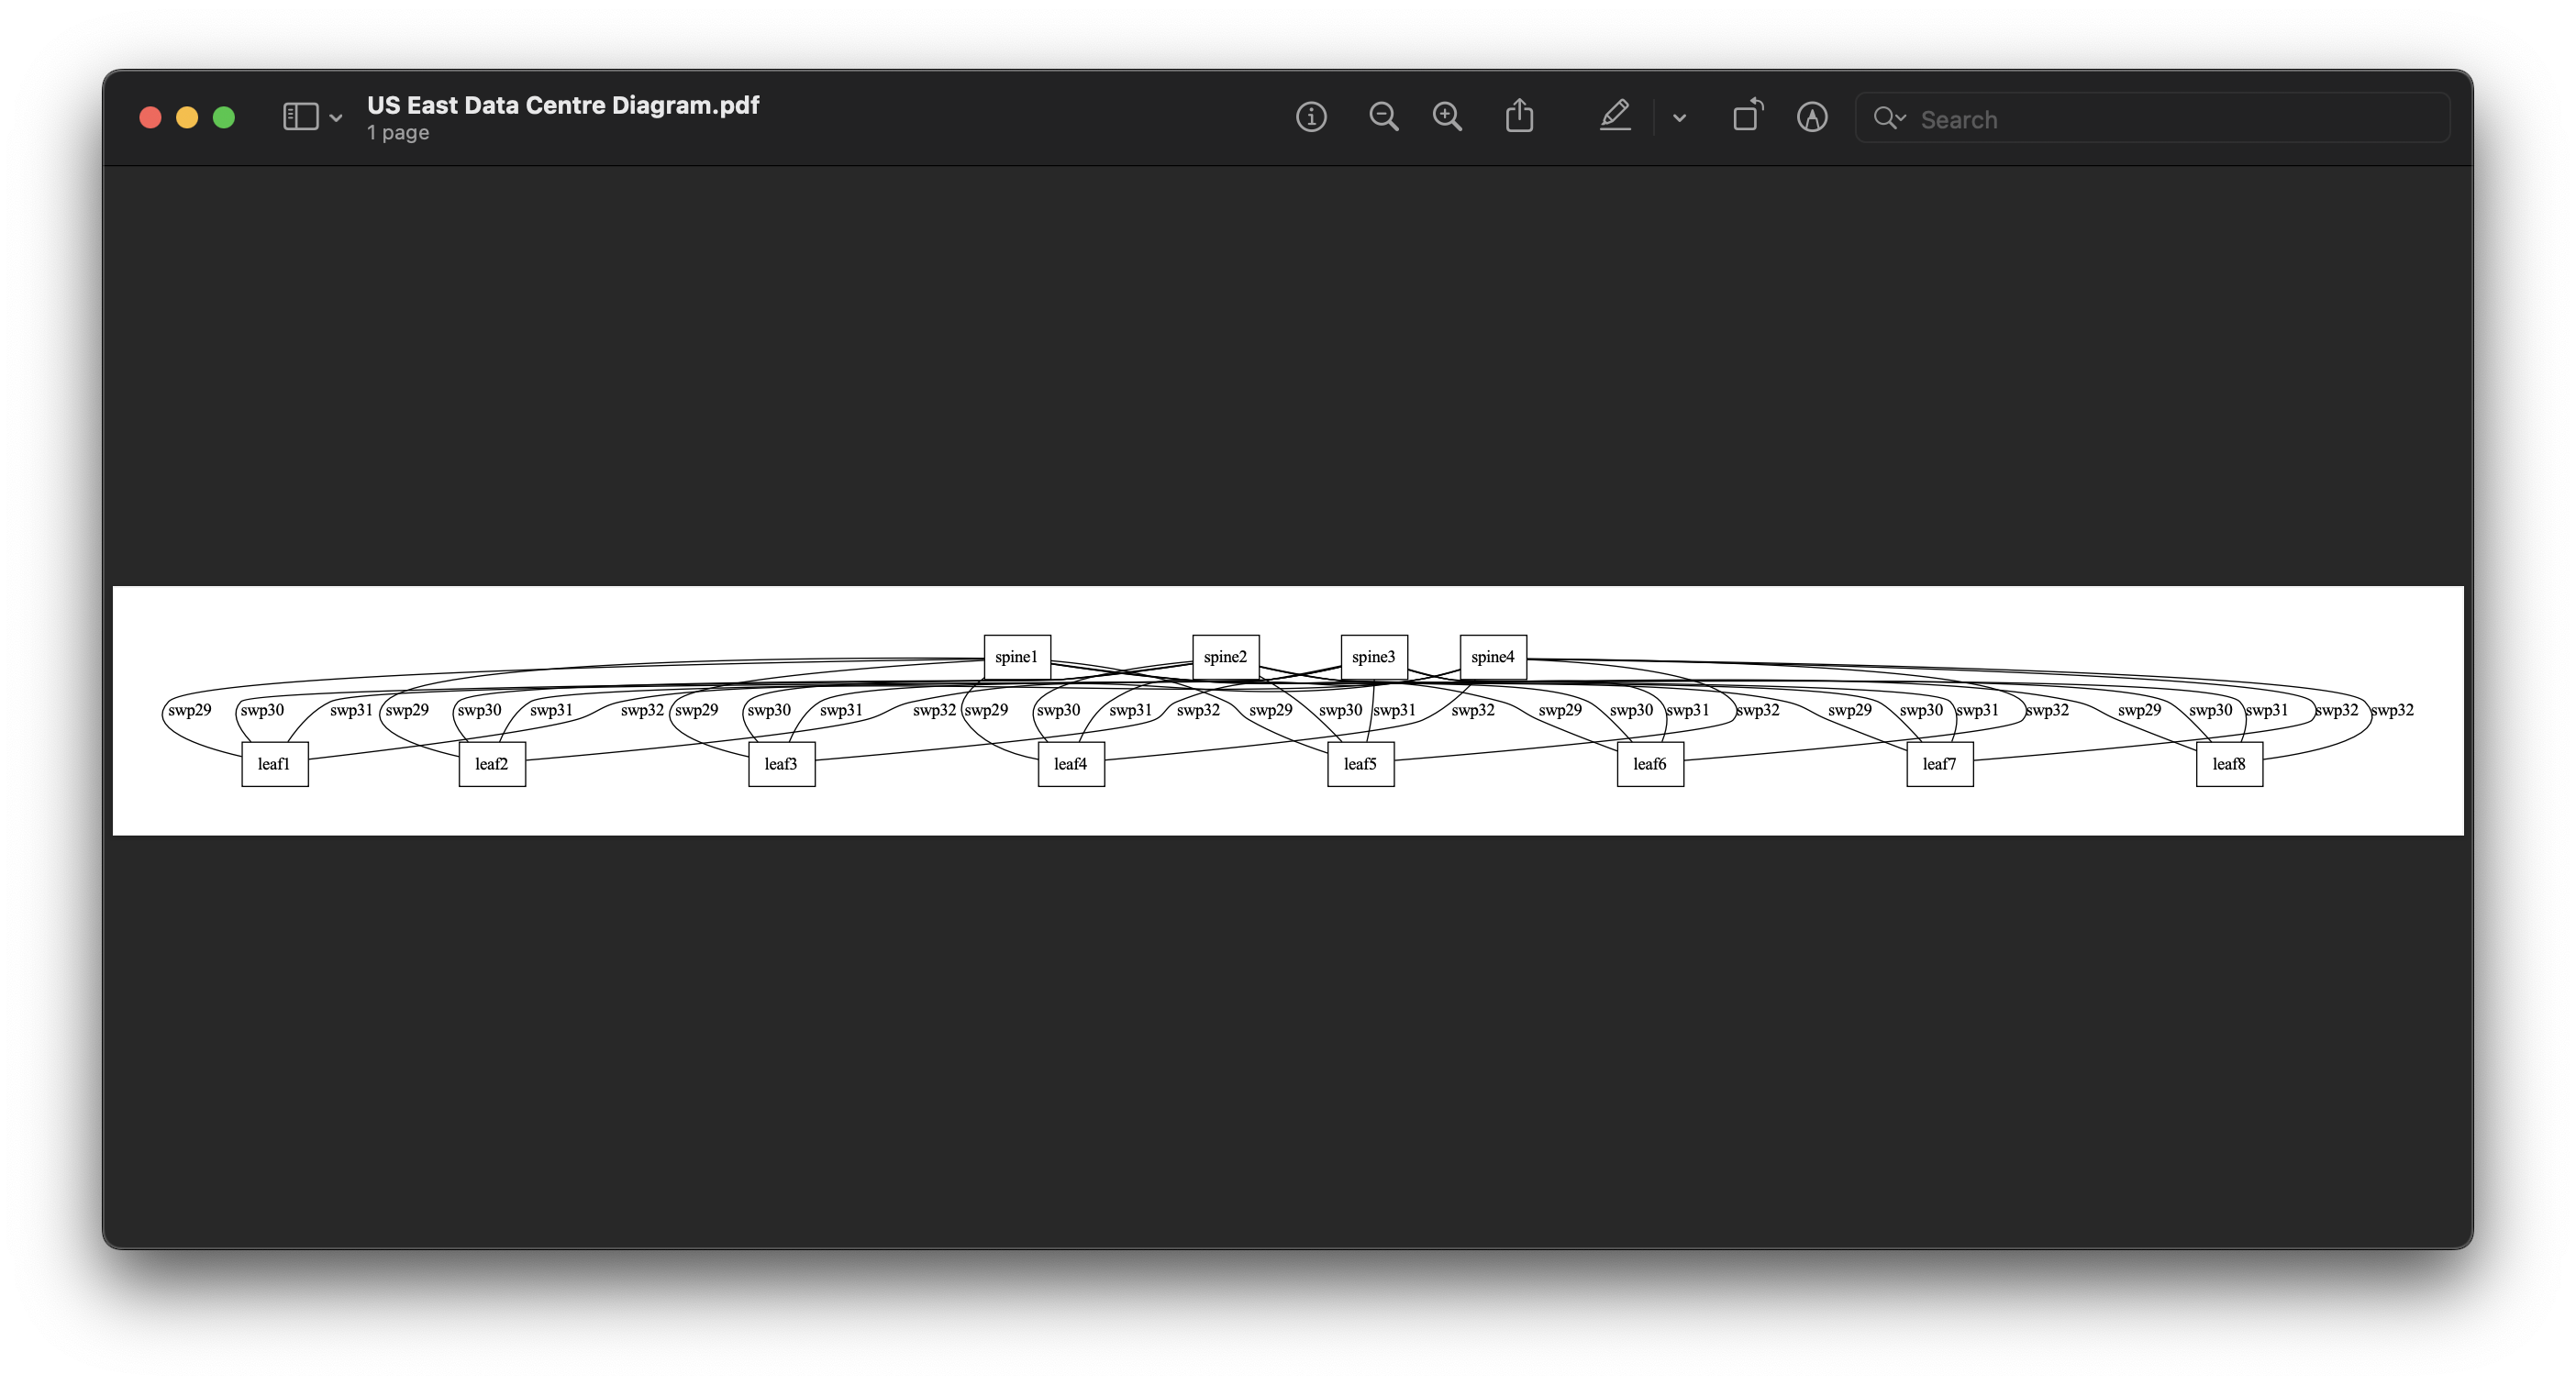 US East Data Centre Diagram.pdf
1 page
Search
spine1 spine2 spine3 spine4
swp29 swp30 swp31 swp29 swp30 swp31 swp32 swp29 swp30 swp31 swp32 swp29 swp30 swp31 swp32 swp29 swp30 swp31 swp32 swp29 swp30 swp31 swp32 swp29 swp30 swp31 swp32 swp29 swp30 swp31 swp32 swp32
leaf1 leaf2 leaf3 leaf4 leaf5 leaf6 leaf7 leaf8